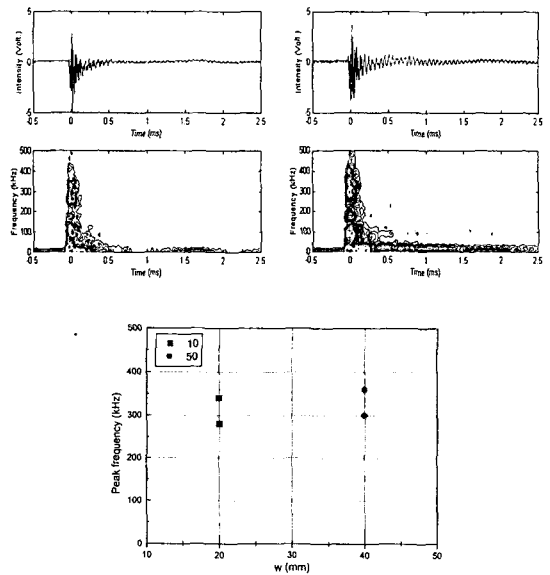 5
0
-5
-0.5 0 0.5 1 1.5 2 2.5
Time (ms)
Intensity (Volt.)
5
0
-5
-0.5 0 0.5 1 1.5 2 2.5
Time (ms)
Intensity (Volt.)
500
400
300
200
100
0
-0.5 0 0.5 1 1.5 2 2.5
Time (ms)
Frequency (kHz)
500
400
300
200
100
0
-0.5 0 0.5 1 1.5 2 2.5
Time (ms)
Frequency (kHz)
500
400
300
200
100
0
10 20 30 40 50
w (mm)
Peak frequency (kHz)
10
50